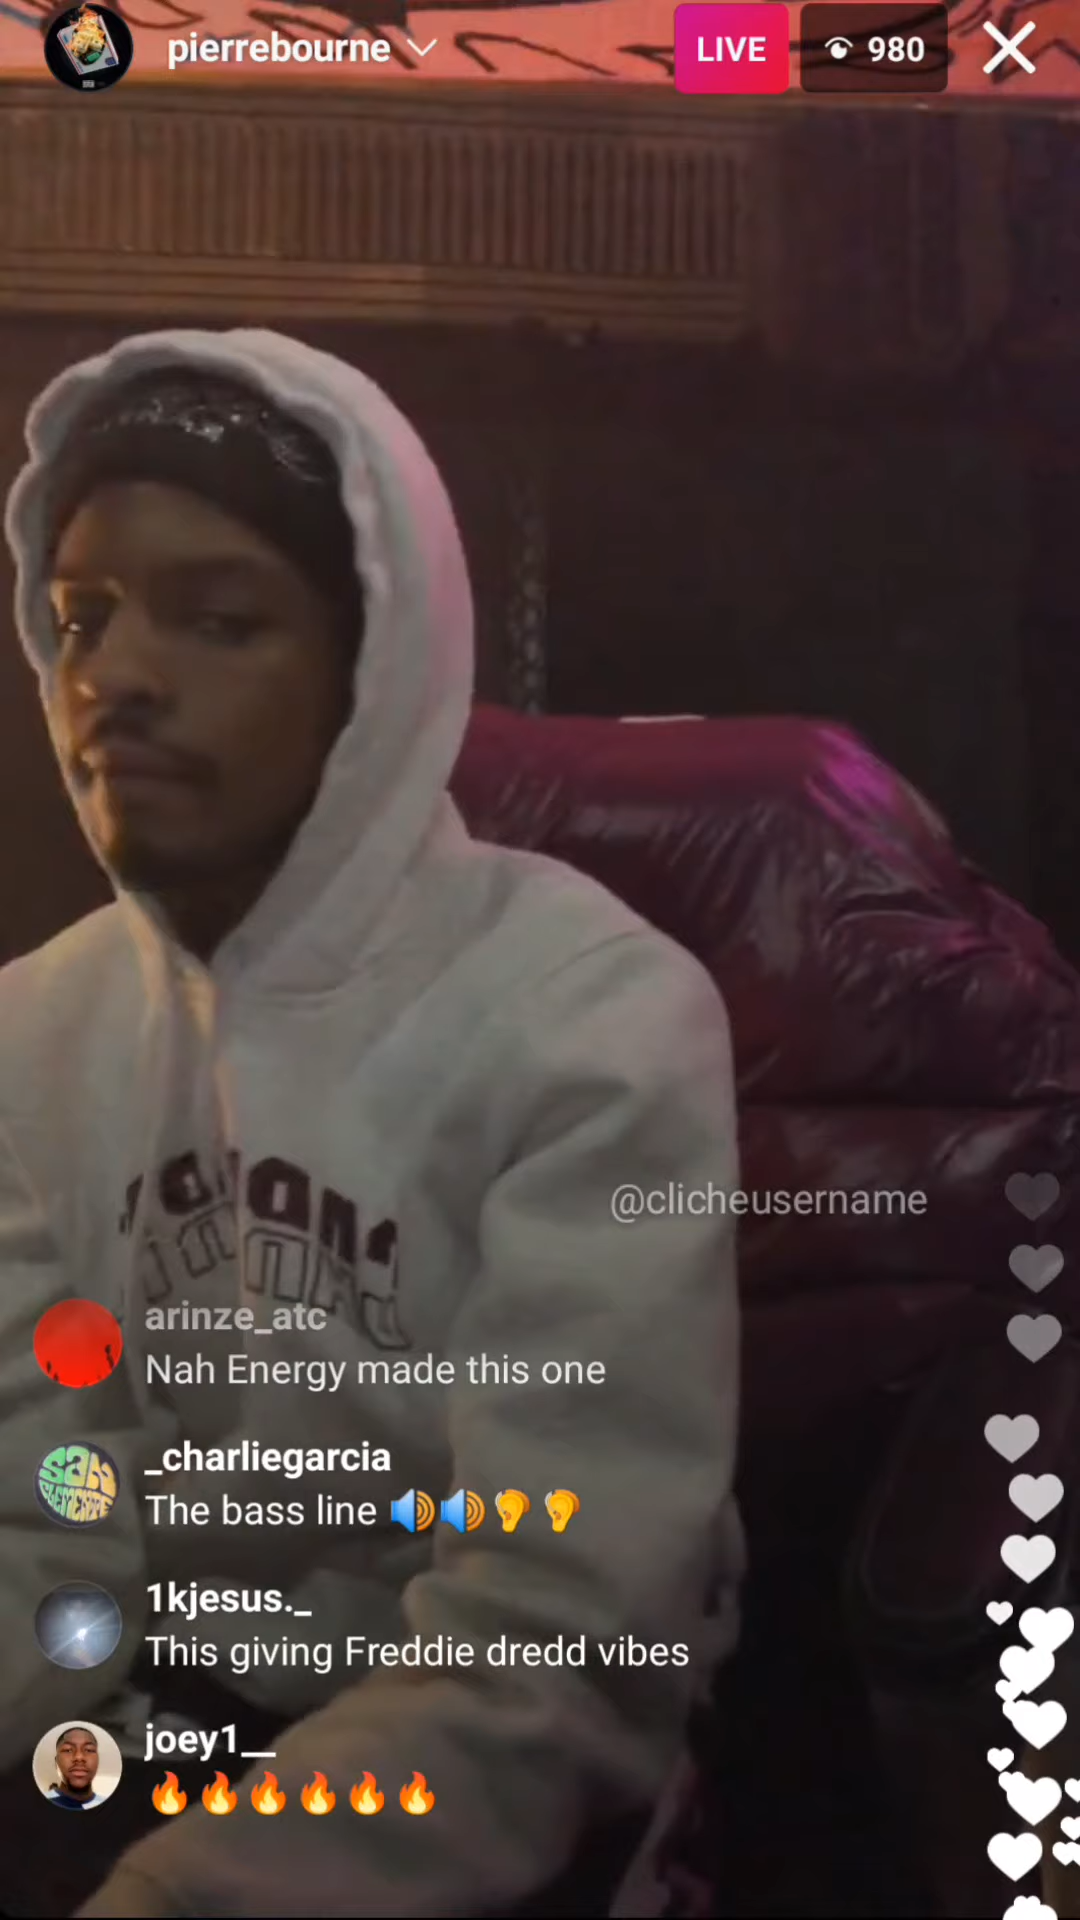 pierrebourne
LIVE
980
@clicheusername
arinze_atc
Nah Energy made this one
_charliegarcia
The bass line 🔊🔊👂👂
1kjesus._
This giving Freddie dredd vibes
joey1__
🔥🔥🔥🔥🔥🔥